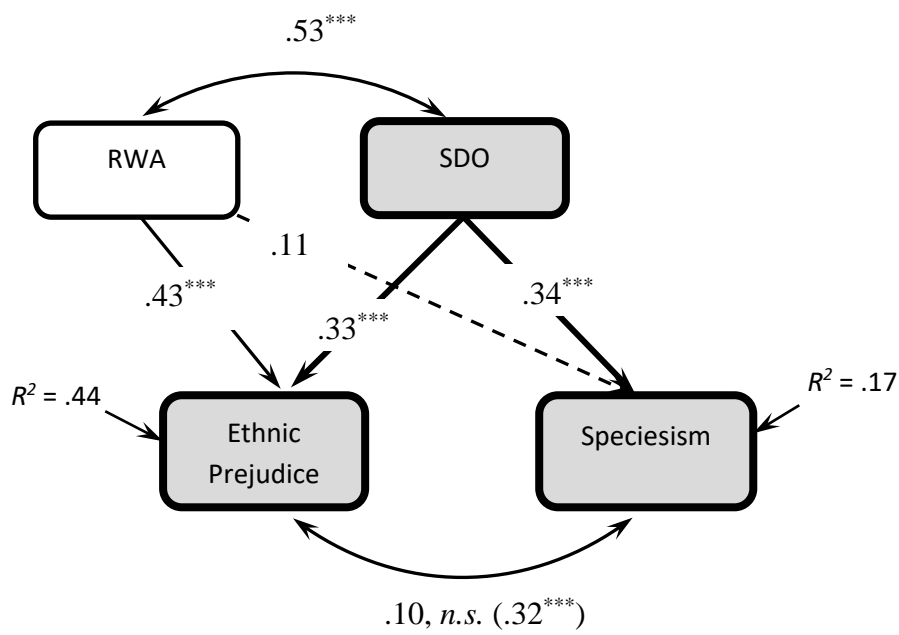 .53***
RWA
SDO
.11
.43***
.34***
.33***
R² = .44
R² = .17
Ethnic
Prejudice
Speciesism
.10, n.s. (.32***)